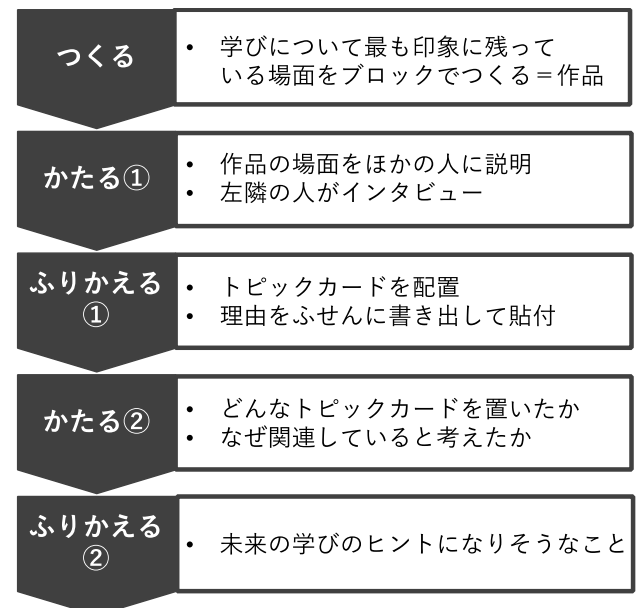 つくる
• 学びについて最も印象に残って
いる場面をブロックでつくる＝作品
かたる①
• 作品の場面をほかの人に説明
• 左隣の人がインタビュー
ふりかえる
①
• トピックカードを配置
• 理由をふせんに書き出して貼付
かたる②
• どんなトピックカードを置いたか
• なぜ関連していると考えたか
ふりかえる
②
• 未来の学びのヒントになりそうなこと